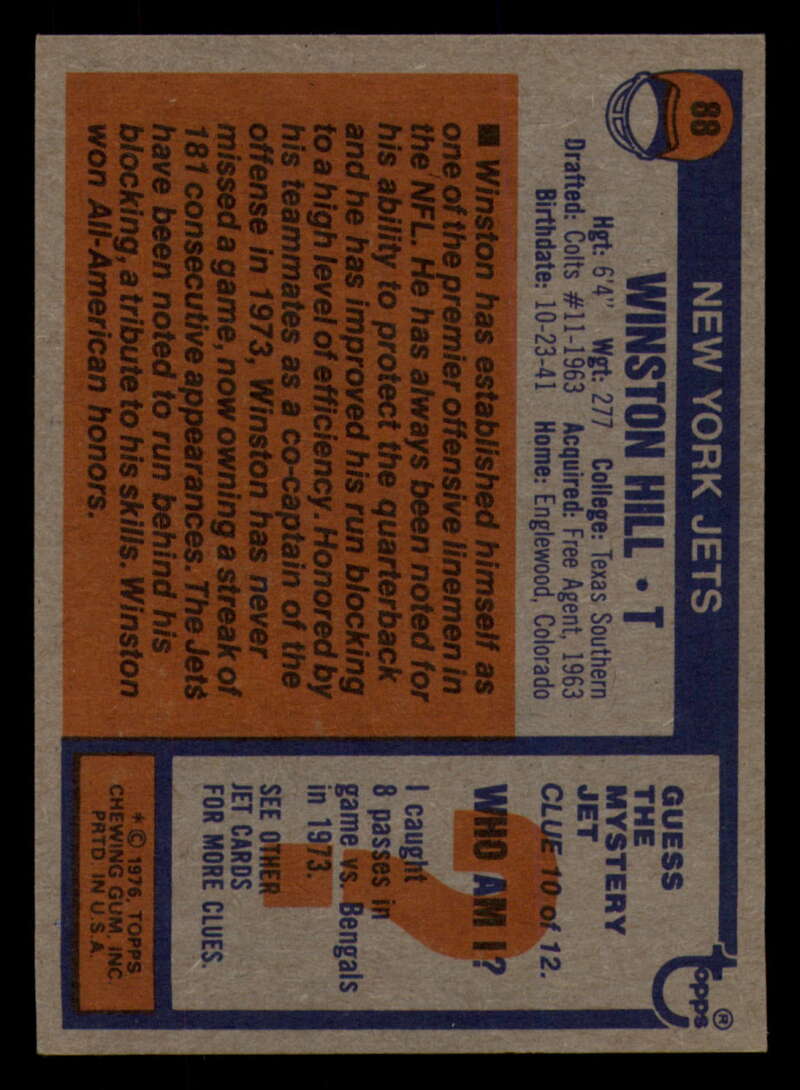 88
NEW YORK JETS
WINSTON HILL • T
Hgt: 6'4" Wgt: 277 College: Texas Southern
Drafted: Colts #11-1963 Acquired: Free Agent, 1963
Birthdate: 10-23-41 Home: Englewood, Colorado
■ Winston has established himself as
one of the premier offensive linemen in
the NFL. He has always been noted for
his ability to protect the quarterback
and he has improved his run blocking
to a high level of efficiency. Honored by
his teammates as a co-captain of the
offense in 1973, Winston has never
missed a game, now owning a streak of
181 consecutive appearances. The Jets
have been noted to run behind his
blocking, a tribute to his skills. Winston
won All-American honors.
topps®
GUESS
THE
MYSTERY
JET
CLUE 10 of 12.
?
WHO AM I?
I caught
8 passes in
game vs. Bengals
in 1973.
SEE OTHER
JET CARDS
FOR MORE CLUES.
* © 1976, TOPPS
CHEWING GUM, INC.
PRTD IN U.S.A.